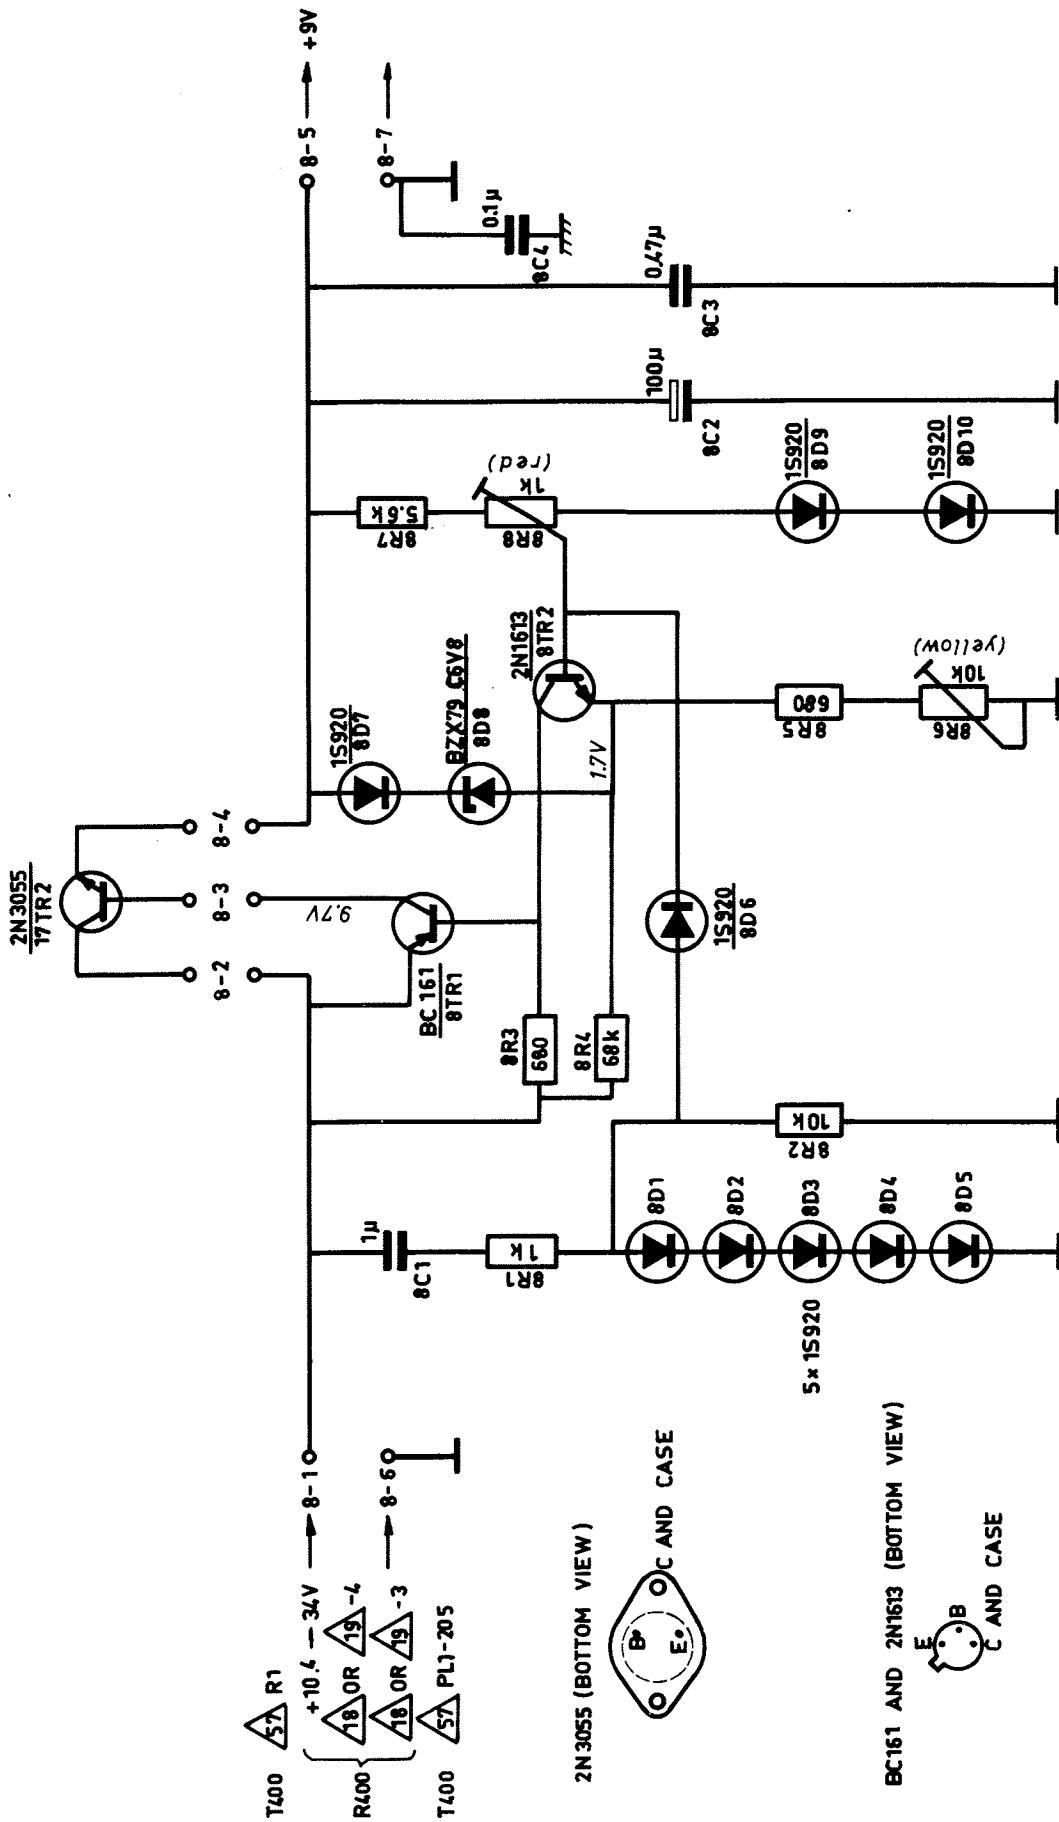 2N3055
17TR2
8-2
8-3
8-4
9.7V
BC161
8TR1
1S920
8D7
BZX79 C6V8
8D8
8R7
5.6k
8R8
1k
(red)
2N1613
8TR2
1.7V
8R3
680
8R4
68k
1S920
8D6
8R5
680
8R6
10k
(yellow)
1S920
8D9
1S920
8D10
100µ
8C2
0.47µ
8C3
0.1µ
8C4
8-5
+9V
8-7
1µ
8C1
8R1
1k
8R2
10k
8D1
8D2
8D3
8D4
8D5
5x 1S920
T400 57 R1
+10.4 — 34V
8-1
R400
18 OR 19 -4
18 OR 19 -3
8-6
T400 57 PL1-205
2N3055 (BOTTOM VIEW)
B
E
C AND CASE
BC161 AND 2N1613 (BOTTOM VIEW)
E
B
C AND CASE